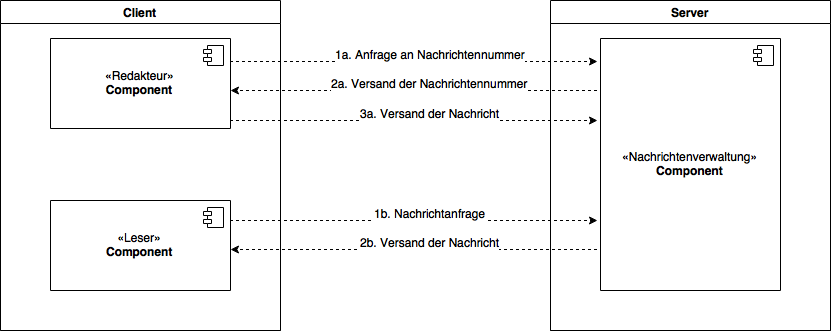 Client
Server
«Redakteur»
Component
1a. Anfrage an Nachrichtennummer
2a. Versand der Nachrichtennummer
3a. Versand der Nachricht
«Nachrichtenverwaltung»
Component
«Leser»
Component
1b. Nachrichtanfrage
2b. Versand der Nachricht